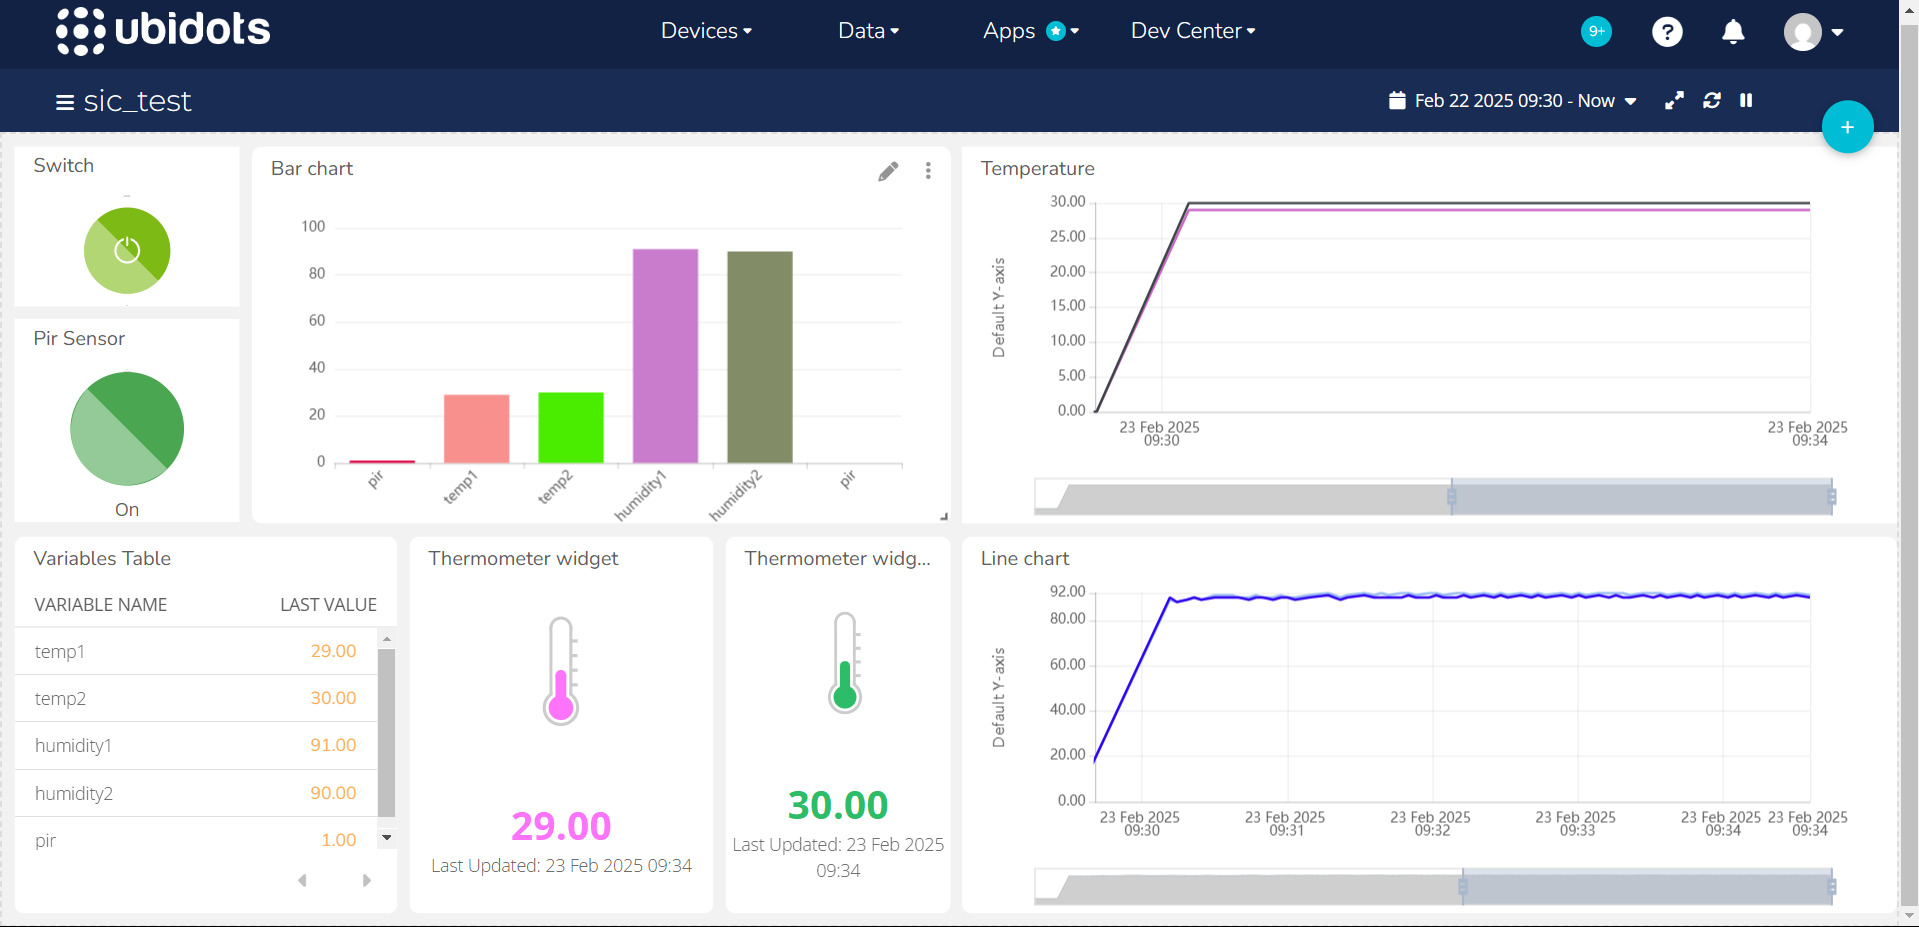 ubidots
Devices
Data
Apps
Dev Center
9+
?
sic_test
Feb 22 2025 09:30 - Now
+
Switch
Pir Sensor
On
Bar chart
100
80
60
40
20
0
pir
temp1
temp2
humidity1
humidity2
pir
Temperature
Default Y-axis
30.00
25.00
20.00
15.00
10.00
5.00
0.00
23 Feb 2025
09:30
23 Feb 2025
09:34
Variables Table
VARIABLE NAME LAST VALUE
temp1 29.00
temp2 30.00
humidity1 91.00
humidity2 90.00
pir 1.00
Thermometer widget
29.00
Last Updated: 23 Feb 2025 09:34
Thermometer widg...
30.00
Last Updated: 23 Feb 2025
09:34
Line chart
Default Y-axis
92.00
80.00
60.00
40.00
20.00
0.00
23 Feb 2025
09:30
23 Feb 2025
09:31
23 Feb 2025
09:32
23 Feb 2025
09:33
23 Feb 2025
09:34
23 Feb 2025
09:34